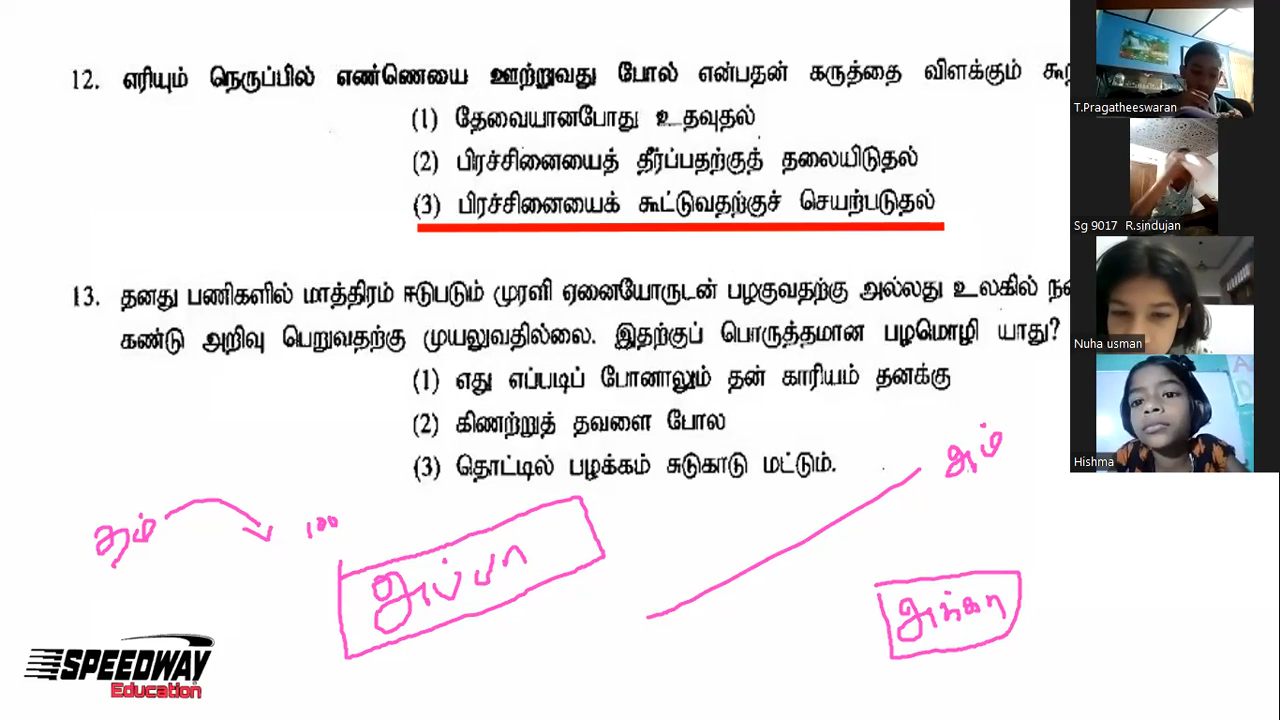 12. எரியும் நெருப்பில் எண்ணெயை ஊற்றுவது போல் என்பதன் கருத்தை விளக்கும்
(1) தேவையானபோது உதவுதல்
(2) பிரச்சினையைத் தீர்ப்பதற்குத் தலையிடுதல்
(3) பிரச்சினையைக் கூட்டுவதற்குச் செயற்படுதல்
13. தனது பணிகளில் மாத்திரம் ஈடுபடும் முரளி ஏனையோருடன் பழகுவதற்கு அல்லது உலகில்
கண்டு அறிவு பெறுவதற்கு முயலுவதில்லை. இதற்குப் பொருத்தமான பழமொழி யாது?
(1) எது எப்படிப் போனாலும் தன் காரியம் தனக்கு
(2) கிணற்றுத் தவளை போல
(3) தொட்டில் பழக்கம் சுடுகாடு மட்டும்.
தம் 100
அப்பா
அம்
அக்கா
SPEEDWAY
Education
T.Pragatheeswaran
Sg 9017 R.sindujan
Nuha usman
Hishma